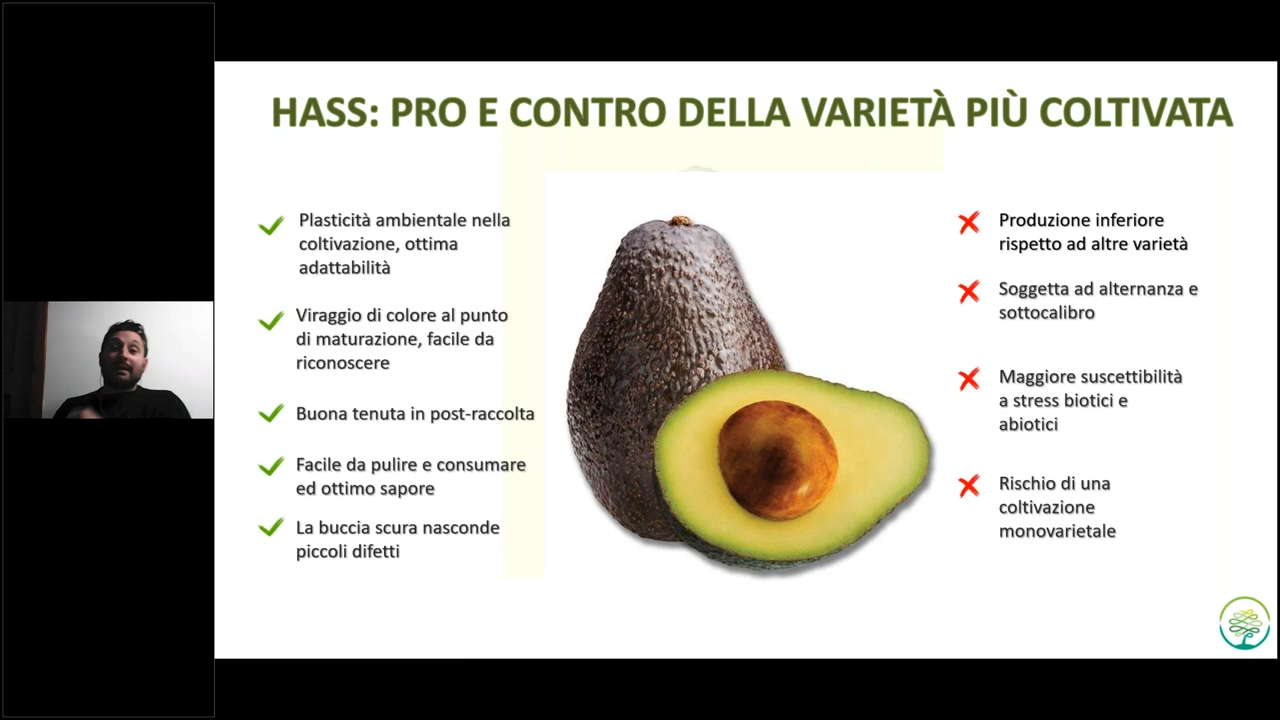 HASS: PRO E CONTRO DELLA VARIETÀ PIÙ COLTIVATA
Plasticità ambientale nella
coltivazione, ottima
adattabilità
Viraggio di colore al punto
di maturazione, facile da
riconoscere
Buona tenuta in post-raccolta
Facile da pulire e consumare
ed ottimo sapore
La buccia scura nasconde
piccoli difetti
Produzione inferiore
rispetto ad altre varietà
Soggetta ad alternanza e
sottocalibro
Maggiore suscettibilità
a stress biotici e
abiotici
Rischio di una
coltivazione
monovarietale